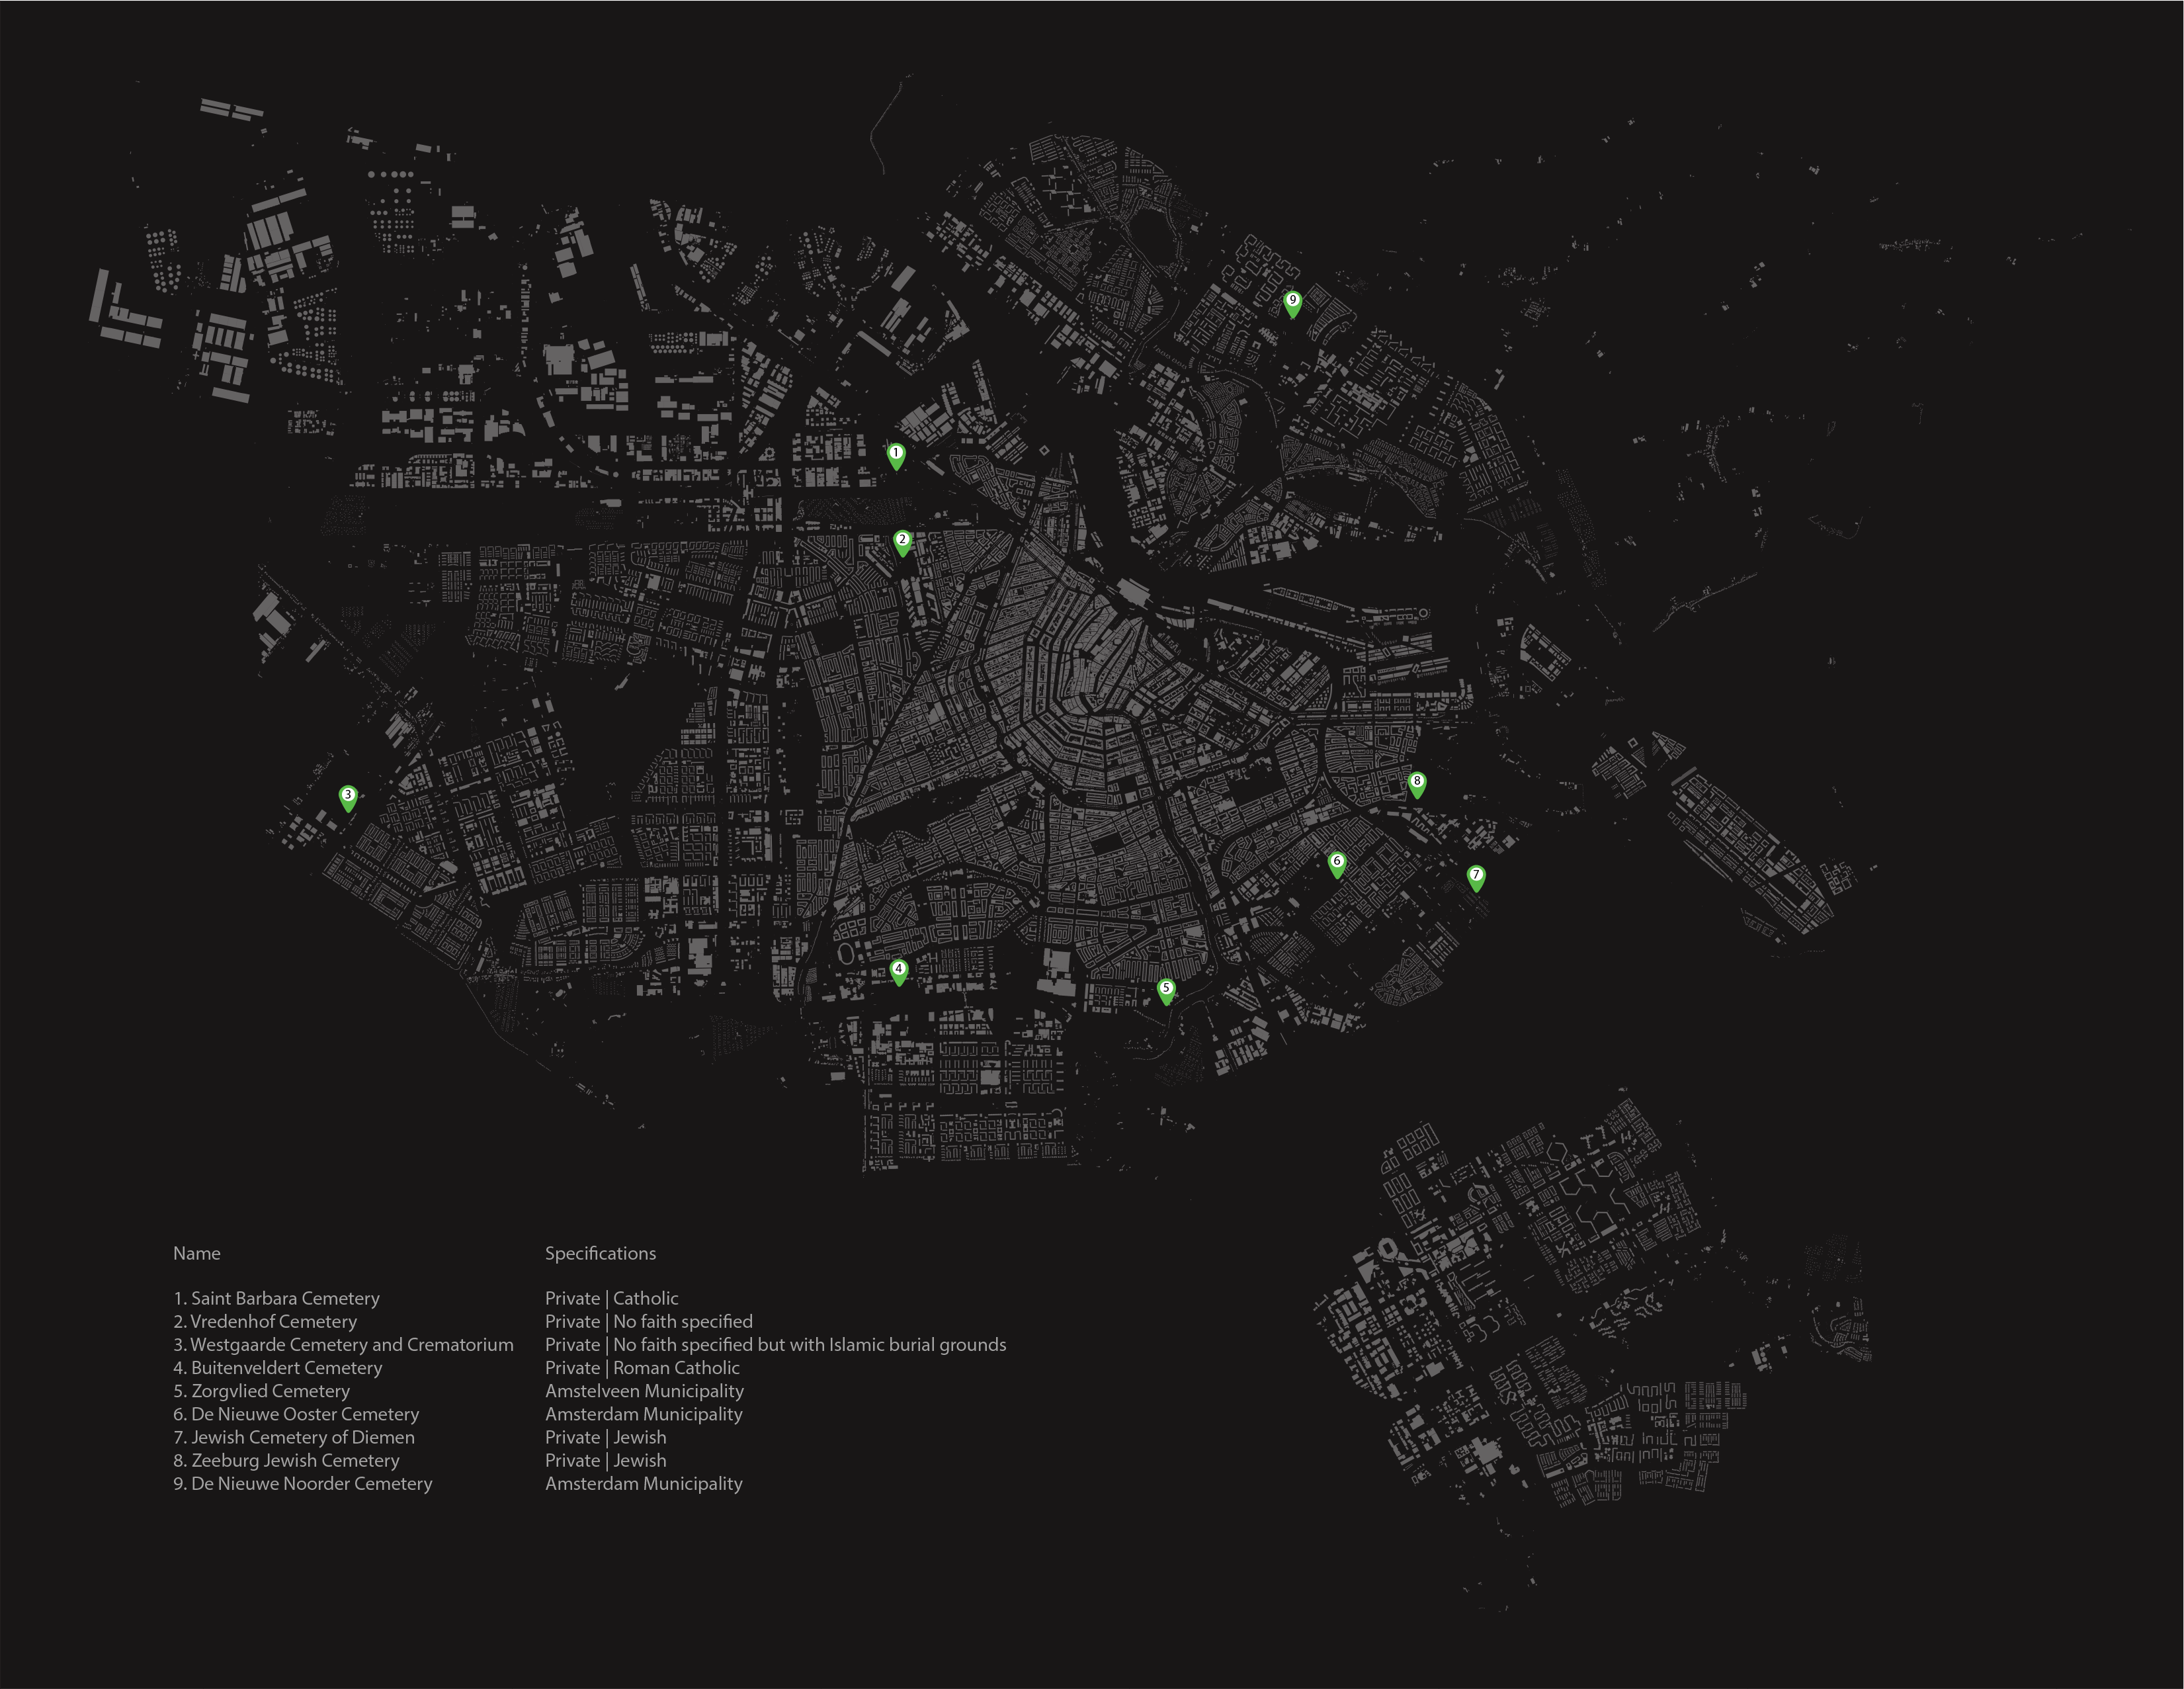 9
1
2
8
3
6
7
4
5
Name Specifications
1. Saint Barbara Cemetery Private | Catholic
2. Vredenhof Cemetery Private | No faith specified
3. Westgaarde Cemetery and Crematorium Private | No faith specified but with Islamic burial grounds
4. Buitenveldert Cemetery Private | Roman Catholic
5. Zorgvlied Cemetery Amstelveen Municipality
6. De Nieuwe Ooster Cemetery Amsterdam Municipality
7. Jewish Cemetery of Diemen Private | Jewish
8. Zeeburg Jewish Cemetery Private | Jewish
9. De Nieuwe Noorder Cemetery Amsterdam Municipality